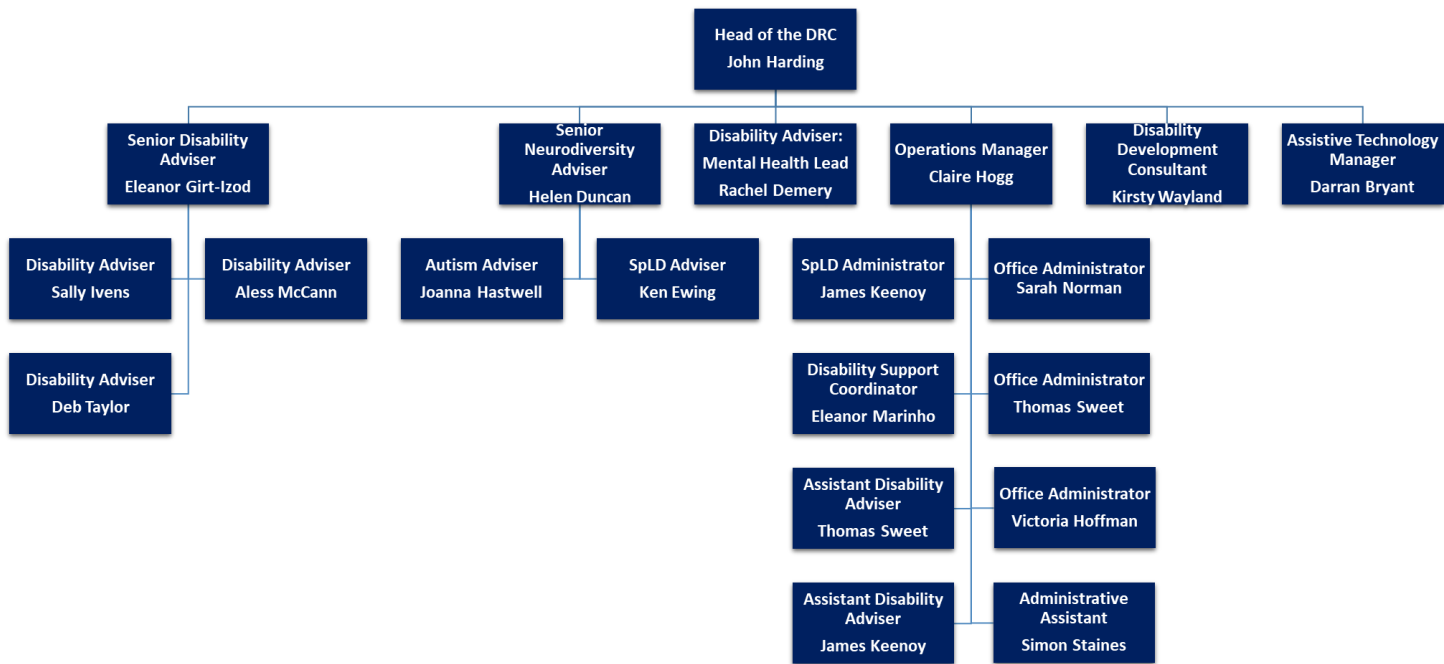 Head of the DRC
John Harding
Senior Disability
Adviser
Eleanor Girt-Izod
Senior
Neurodiversity
Adviser
Helen Duncan
Disability Adviser:
Mental Health Lead
Rachel Demery
Operations Manager
Claire Hogg
Disability
Development
Consultant
Kirsty Wayland
Assistive Technology
Manager
Darran Bryant
Disability Adviser
Sally Ivens
Disability Adviser
Aless McCann
Autism Adviser
Joanna Hastwell
SpLD Adviser
Ken Ewing
SpLD Administrator
James Keenoy
Office Administrator
Sarah Norman
Disability Adviser
Deb Taylor
Disability Support
Coordinator
Eleanor Marinho
Office Administrator
Thomas Sweet
Assistant Disability
Adviser
Thomas Sweet
Office Administrator
Victoria Hoffman
Assistant Disability
Adviser
James Keenoy
Administrative
Assistant
Simon Staines